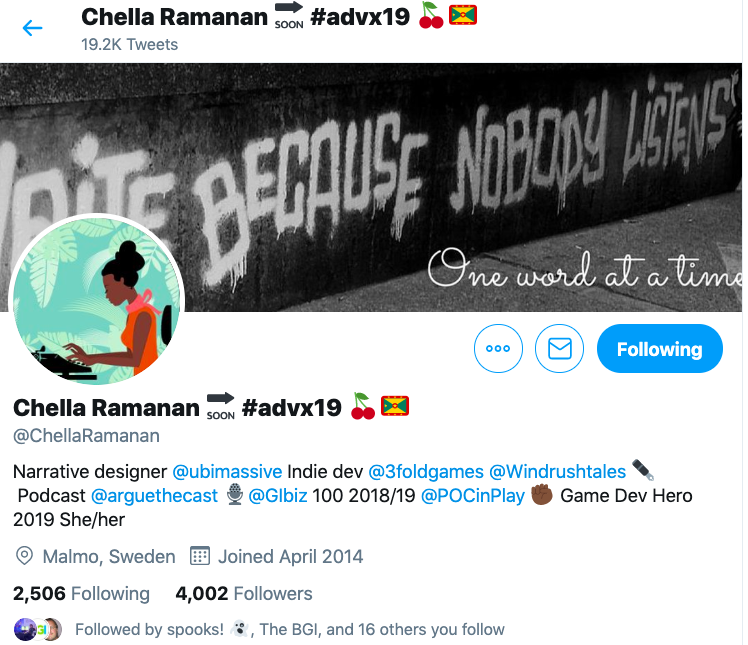 Chella Ramanan SOON #advx19
19.2K Tweets
WRITE BECAUSE NOBODY LISTENS
One word at a time
Following
Chella Ramanan SOON #advx19
@ChellaRamanan
Narrative designer @ubimassive Indie dev @3foldgames @Windrushtales
Podcast @arguethecast @GIbiz 100 2018/19 @POCinPlay Game Dev Hero
2019 She/her
Malmo, Sweden Joined April 2014
2,506 Following 4,002 Followers
Followed by spooks! , The BGI, and 16 others you follow